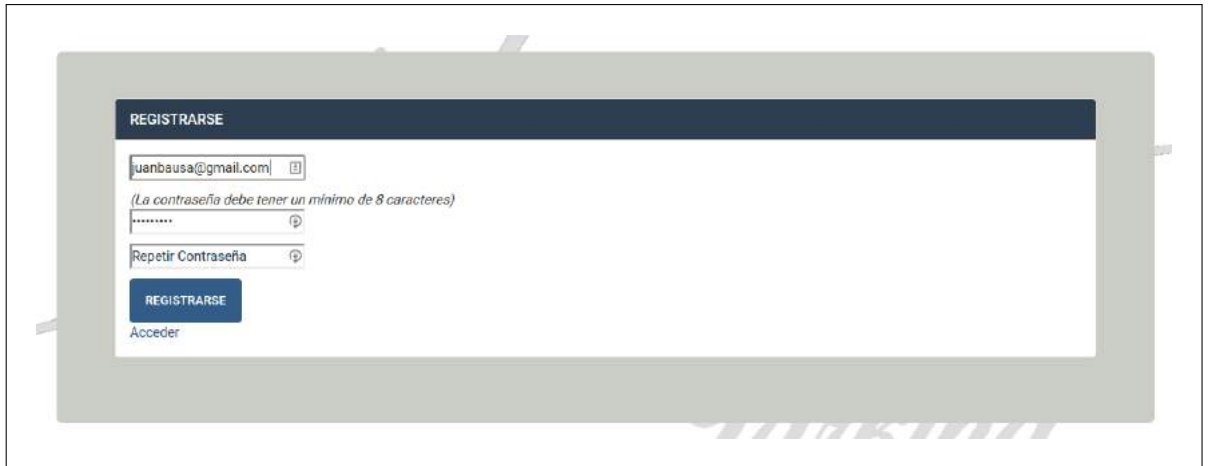 REGISTRARSE
juanbausa@gmail.com
(La contraseña debe tener un mínimo de 8 caracteres)
•••••••••
Repetir Contraseña
REGISTRARSE
Acceder